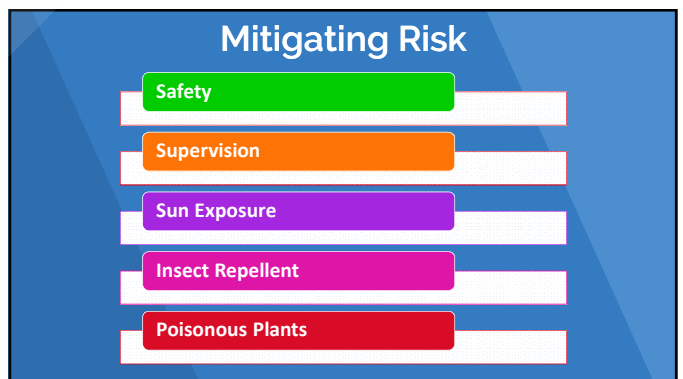 Mitigating Risk
Safety
Supervision
Sun Exposure
Insect Repellent
Poisonous Plants